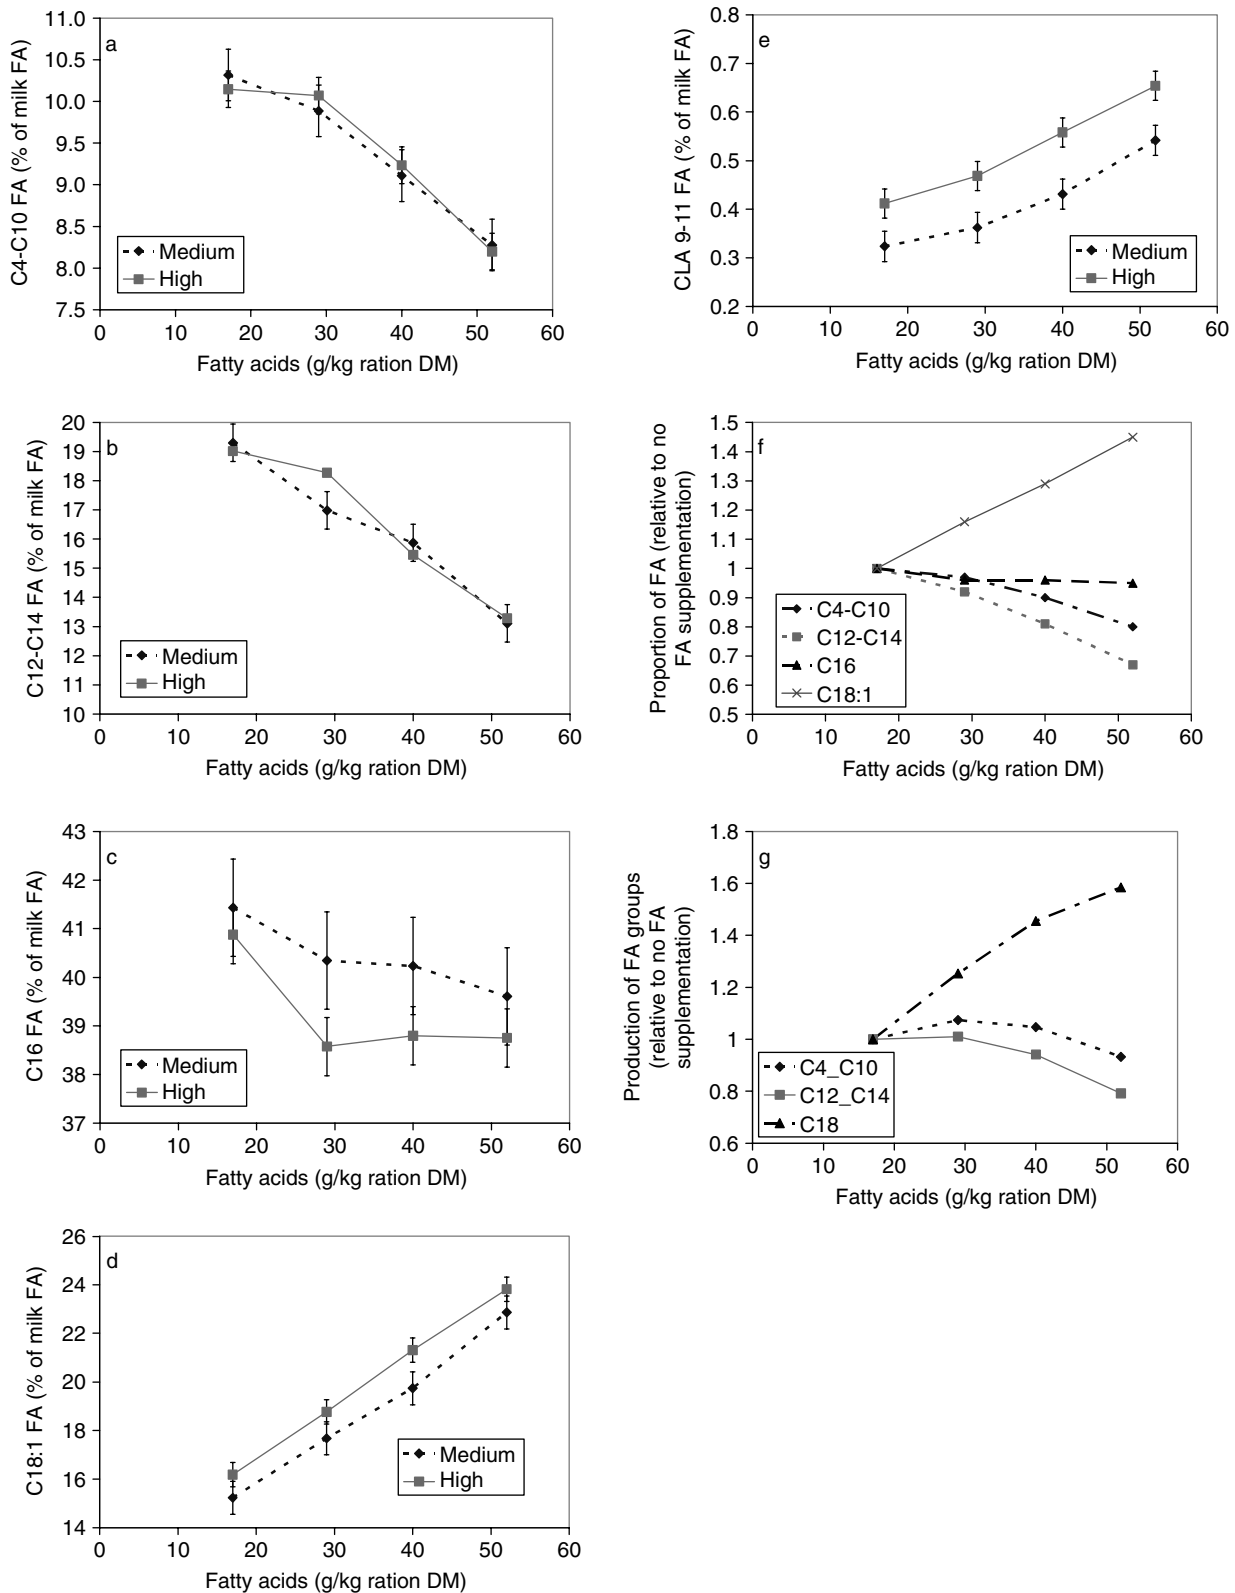 a
C4-C10 FA (% of milk FA)
11.0
10.5
10.0
9.5
9.0
8.5
8.0
7.5
Medium
High
0 10 20 30 40 50 60
Fatty acids (g/kg ration DM)
b
C12-C14 FA (% of milk FA)
20
19
18
17
16
15
14
13
12
11
10
Medium
High
0 10 20 30 40 50 60
Fatty acids (g/kg ration DM)
c
C16 FA (% of milk FA)
43
42
41
40
39
38
37
Medium
High
0 10 20 30 40 50 60
Fatty acids (g/kg ration DM)
d
C18:1 FA (% of milk FA)
26
24
22
20
18
16
14
Medium
High
0 10 20 30 40 50 60
Fatty acids (g/kg ration DM)
e
CLA 9-11 FA (% of milk FA)
0.8
0.7
0.6
0.5
0.4
0.3
0.2
Medium
High
0 10 20 30 40 50 60
Fatty acids (g/kg ration DM)
f
Proportion of FA (relative to no
FA supplementation)
1.5
1.4
1.3
1.2
1.1
1
0.9
0.8
0.7
0.6
0.5
C4-C10
C12-C14
C16
C18:1
0 10 20 30 40 50 60
Fatty acids (g/kg ration DM)
g
Production of FA groups
(relative to no FA
supplementation)
1.8
1.6
1.4
1.2
1
0.8
0.6
C4_C10
C12_C14
C18
0 10 20 30 40 50 60
Fatty acids (g/kg ration DM)